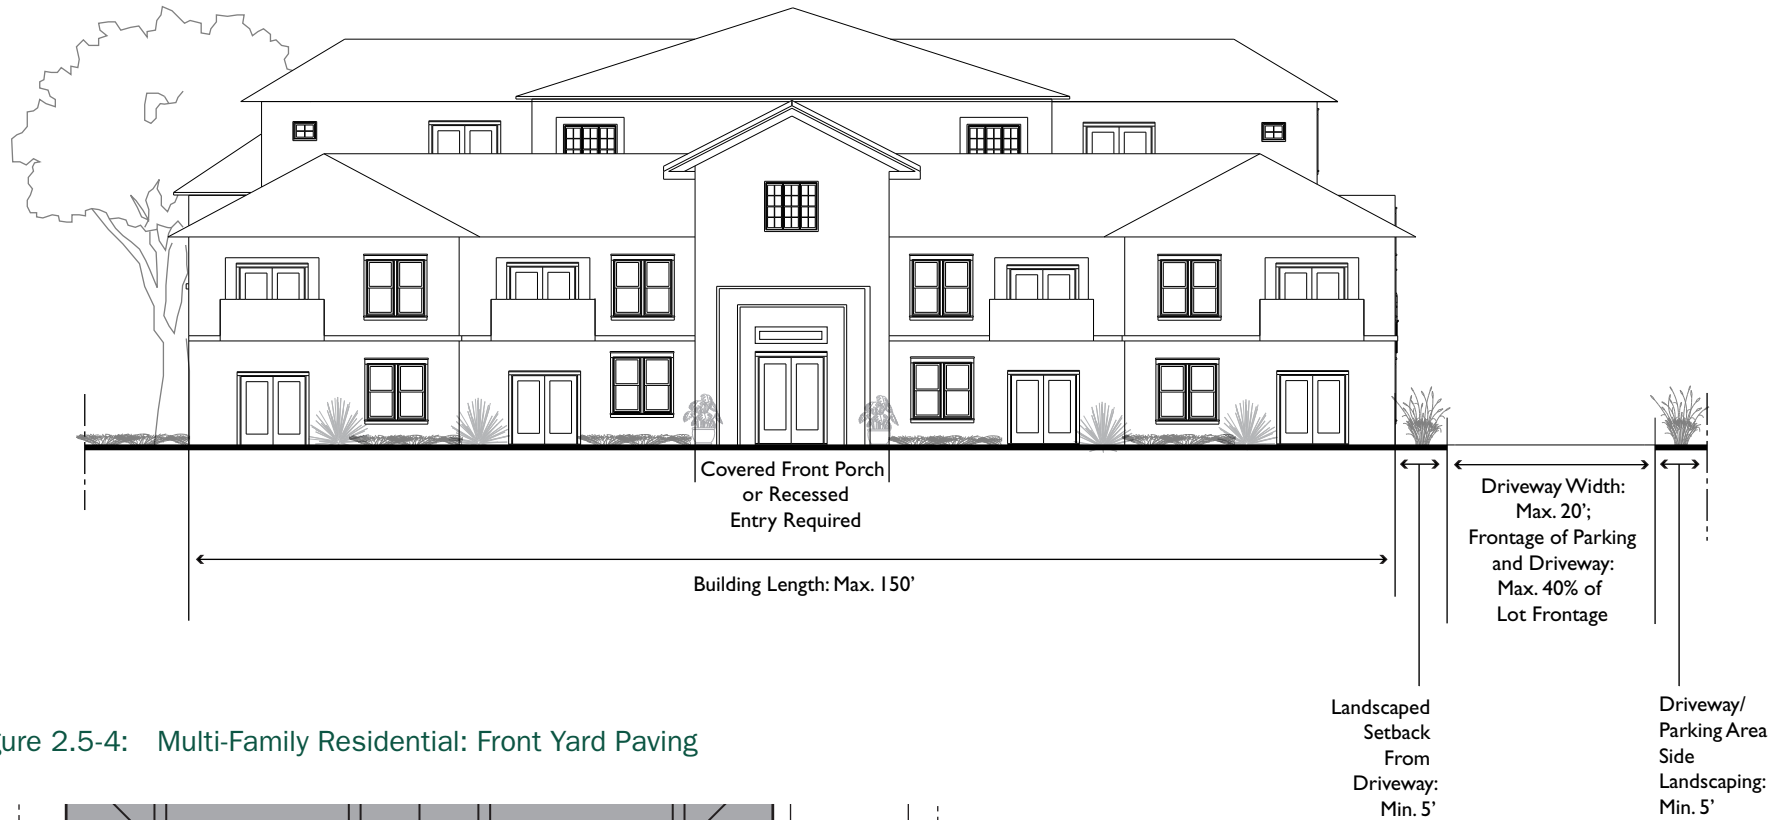 Covered Front Porch
or Recessed
Entry Required
Building Length: Max. 150’
Driveway Width:
Max. 20’;
Frontage of Parking
and Driveway:
Max. 40% of
Lot Frontage
Landscaped
Setback
From
Driveway:
Min. 5’
Driveway/
Parking Area
Side
Landscaping:
Min. 5’
gure 2.5-4: Multi-Family Residential: Front Yard Paving